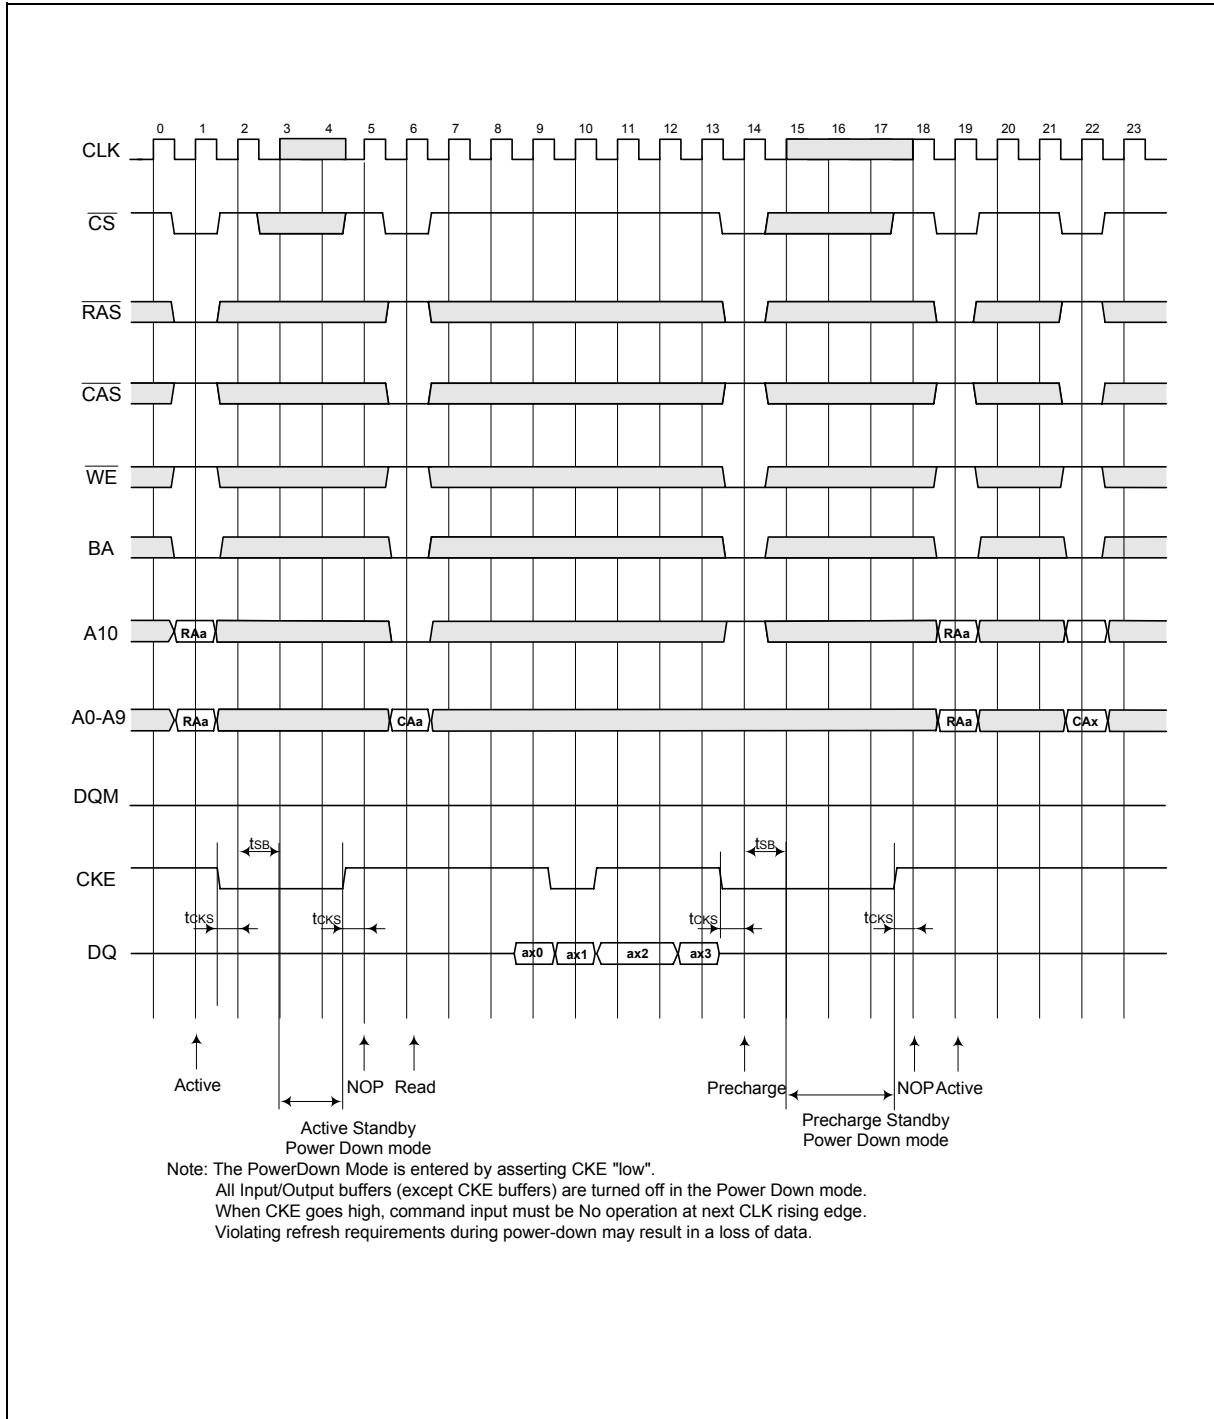 0 1 2 3 4 5 6 7 8 9 10 11 12 13 14 15 16 17 18 19 20 21 22 23
CLK
CS
RAS
CAS
WE
BA
A10 RAa RAa
A0-A9 RAa CAa RAa CAx
DQM
tSB tSB
CKE
tCKS tCKS tCKS tCKS
DQ ax0 ax1 ax2 ax3
Active NOP Read Precharge NOP Active
Active Standby
Power Down mode
Precharge Standby
Power Down mode
Note: The PowerDown Mode is entered by asserting CKE "low".
All Input/Output buffers (except CKE buffers) are turned off in the Power Down mode.
When CKE goes high, command input must be No operation at next CLK rising edge.
Violating refresh requirements during power-down may result in a loss of data.